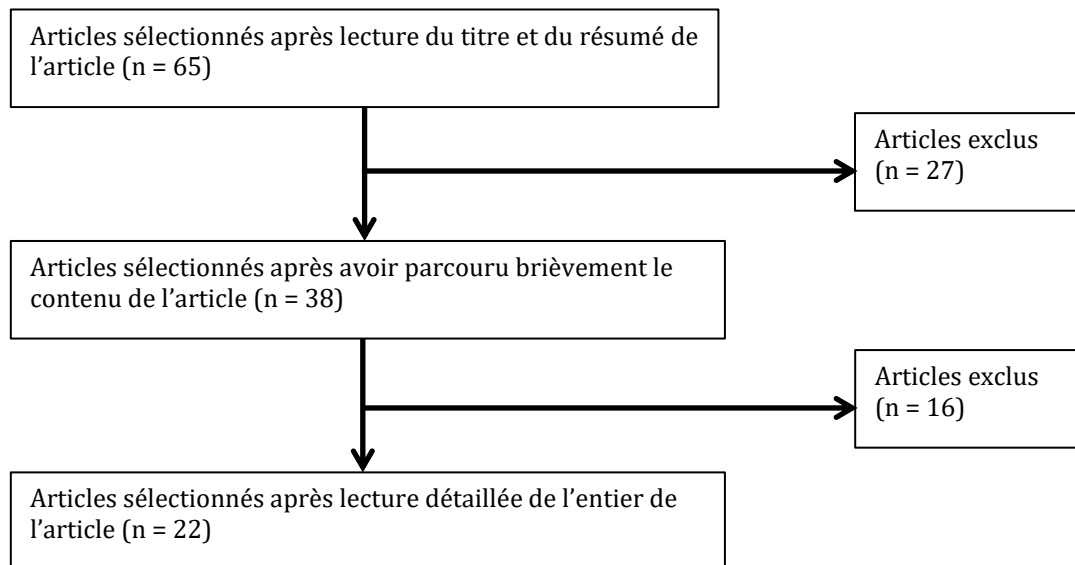 Articles sélectionnés après lecture du titre et du résumé de
l’article (n = 65)
Articles exclus
(n = 27)
Articles sélectionnés après avoir parcouru brièvement le
contenu de l’article (n = 38)
Articles exclus
(n = 16)
Articles sélectionnés après lecture détaillée de l’entier de
l’article (n = 22)